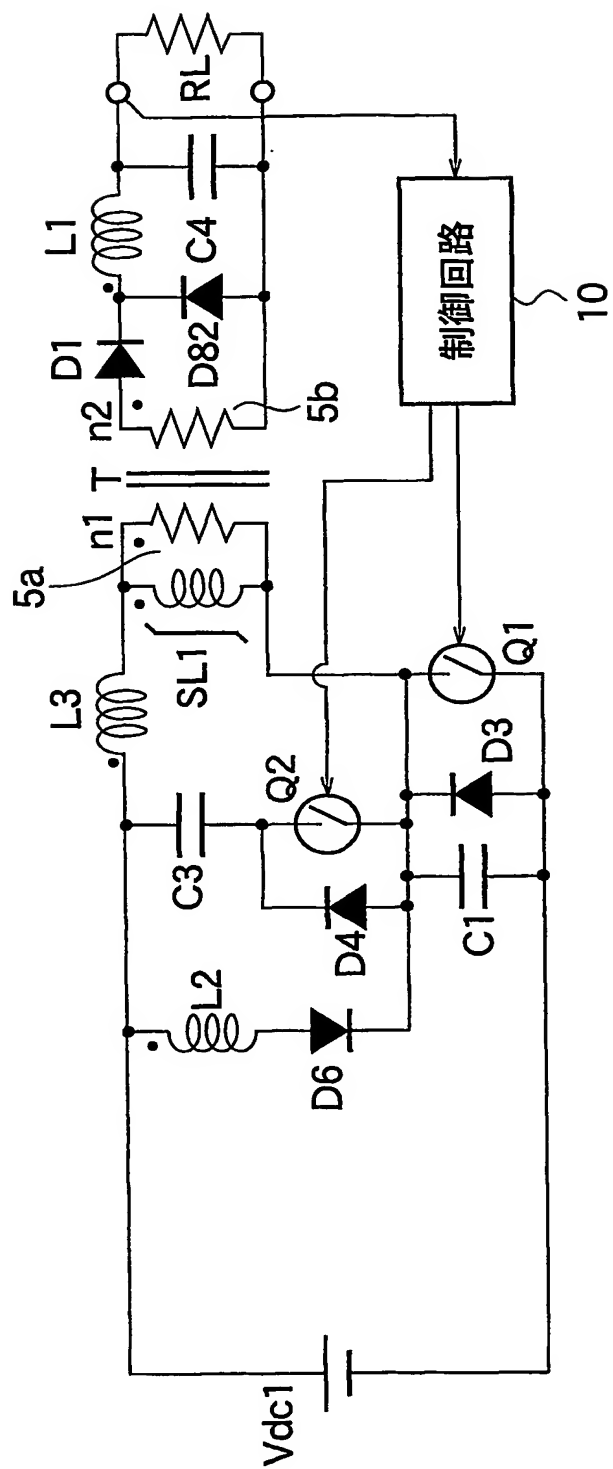 Vdc1
L2
D6
C3
D4
Q2
L3
C1
D3
Q1
5a
SL1
n1
T
n2
5b
D1
D82
L1
C4
RL
制御回路
10